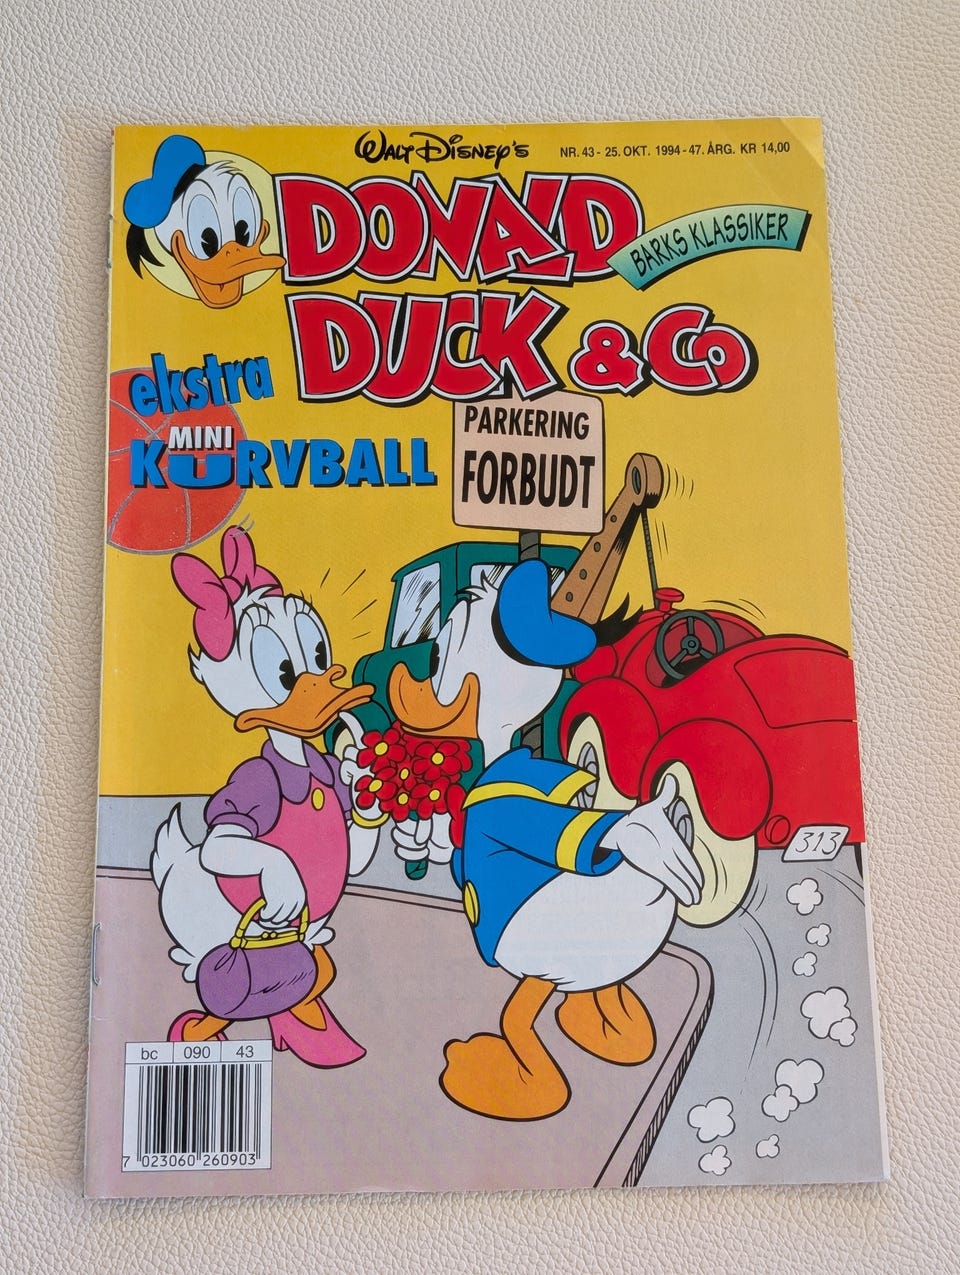 WALT DISNEY'S
NR. 43 - 25. OKT. 1994 - 47. ÅRG. KR 14,00
DONALD
DUCK & CO
BARKS KLASSIKER
ekstra
MINI
KURVBALL
PARKERING
FORBUDT
313
bc 090 43
7 023060 260903